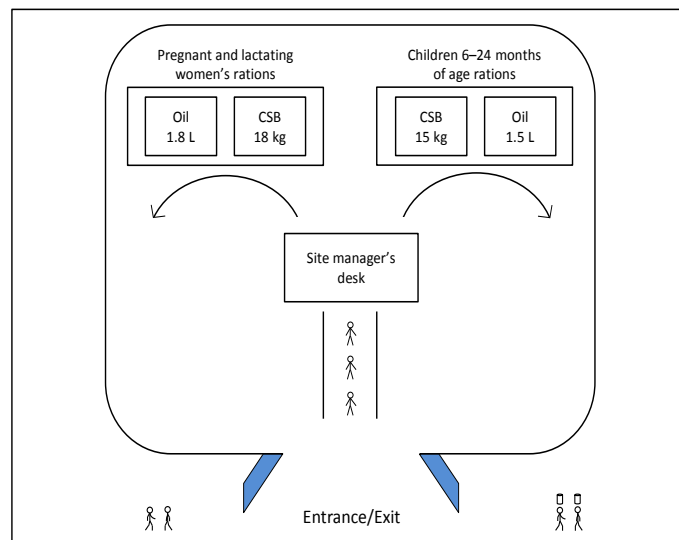 Pregnant and lactating
women's rations
Oil
1.8 L
CSB
18 kg
Children 6–24 months
of age rations
CSB
15 kg
Oil
1.5 L
Site manager's
desk
Entrance/Exit